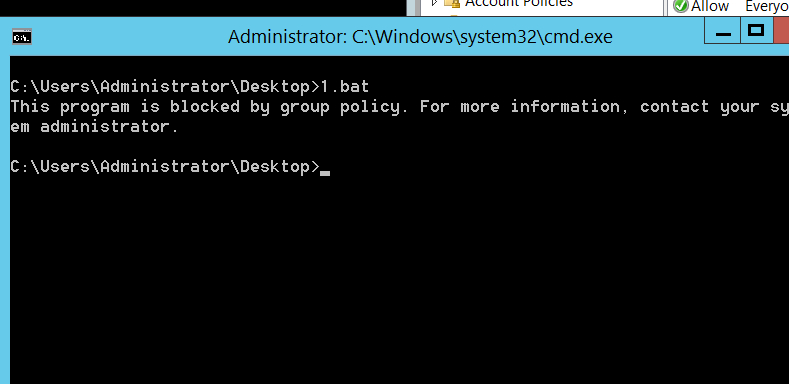 Account Policies
Allow Everyo
Administrator: C:\Windows\system32\cmd.exe
C:\Users\Administrator\Desktop>1.bat
This program is blocked by group policy. For more information, contact your sy
em administrator.
C:\Users\Administrator\Desktop>